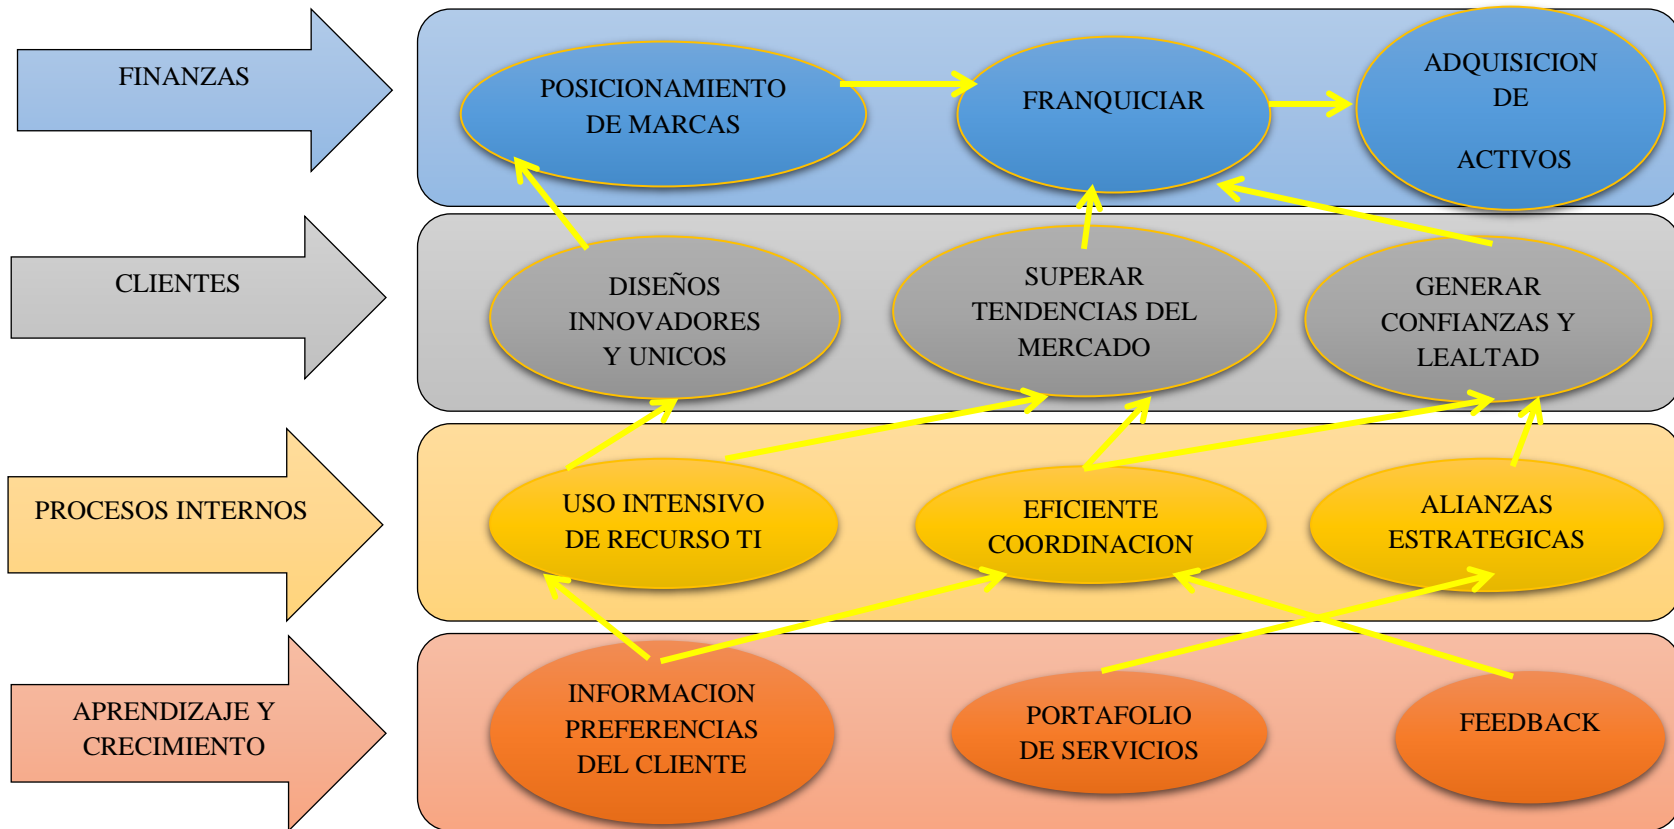 FINANZAS
POSICIONAMIENTO
DE MARCAS
FRANQUICIAR
ADQUISICION
DE
ACTIVOS
CLIENTES
DISEÑOS
INNOVADORES
Y UNICOS
SUPERAR
TENDENCIAS DEL
MERCADO
GENERAR
CONFIANZAS Y
LEALTAD
PROCESOS INTERNOS
USO INTENSIVO
DE RECURSO TI
EFICIENTE
COORDINACION
ALIANZAS
ESTRATEGICAS
APRENDIZAJE Y
CRECIMIENTO
INFORMACION
PREFERENCIAS
DEL CLIENTE
PORTAFOLIO
DE SERVICIOS
FEEDBACK